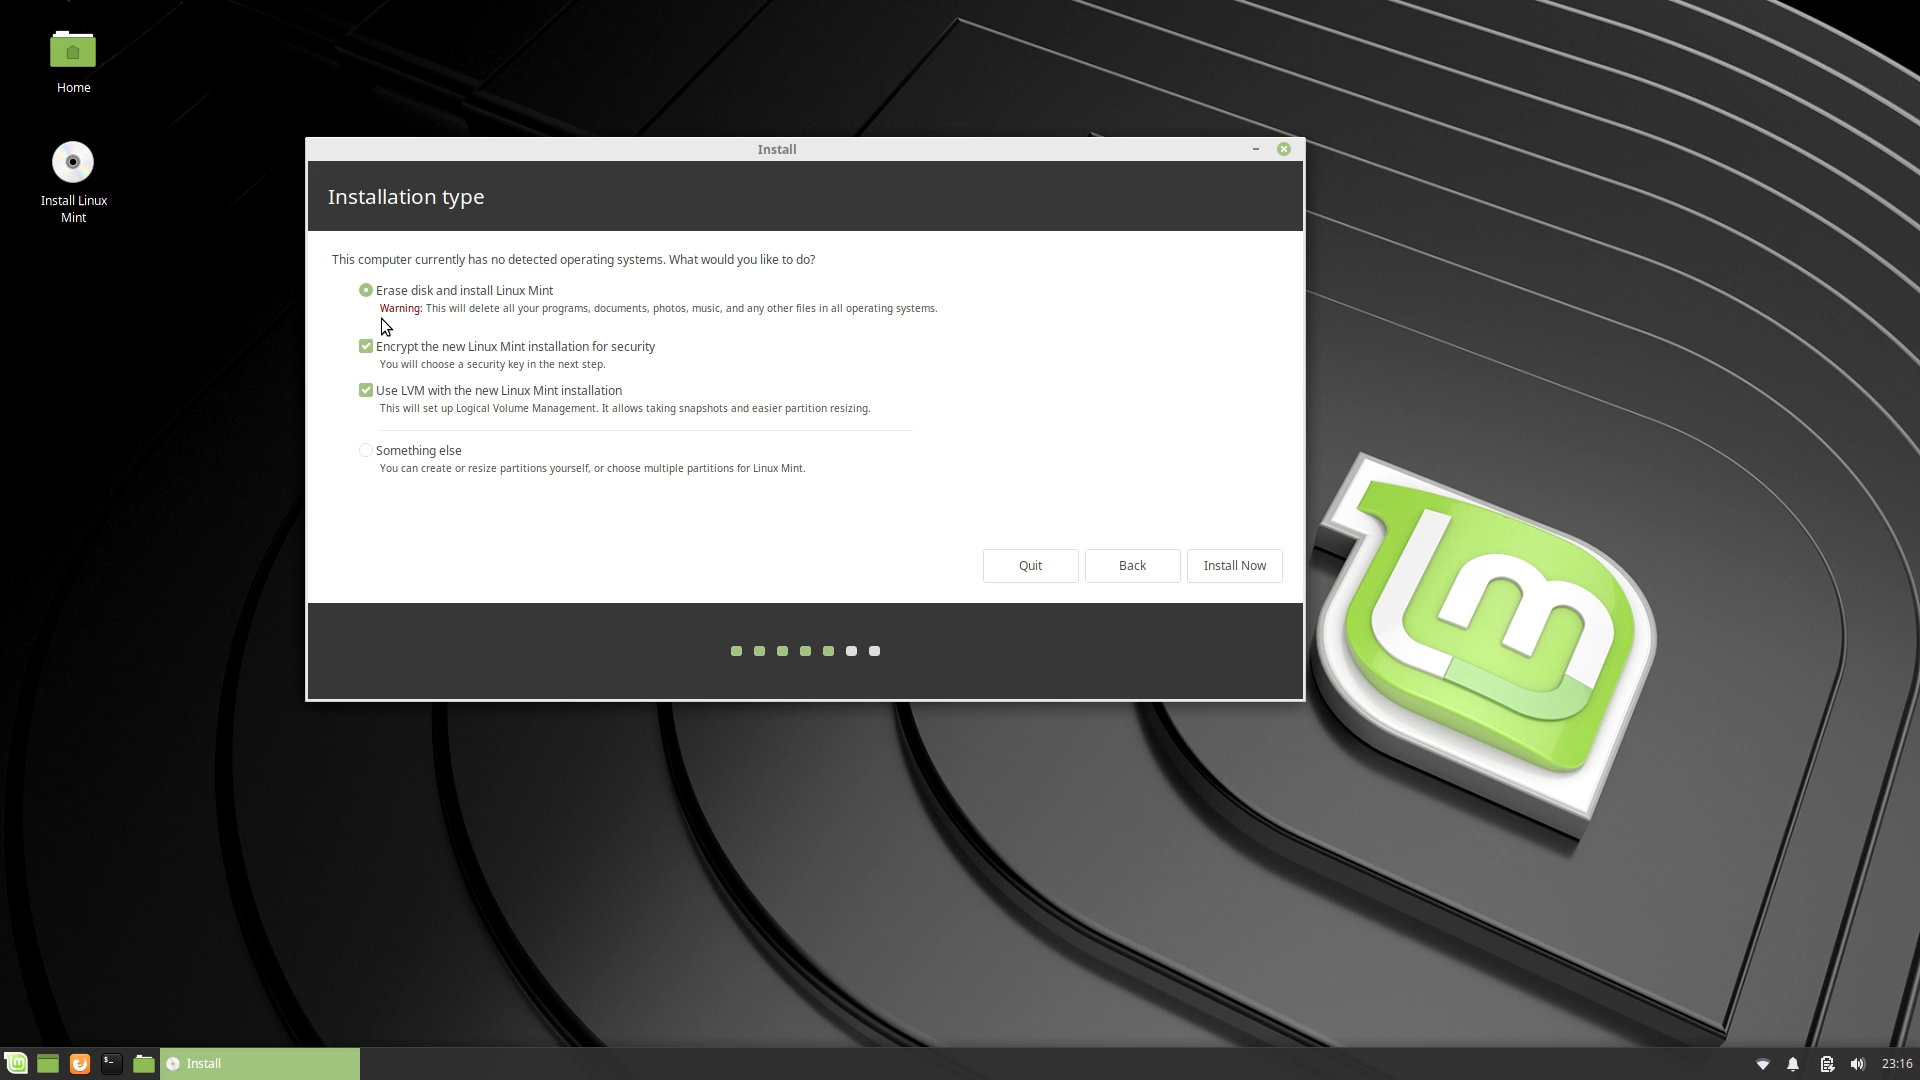 Home
Install Linux
Mint
Install
Installation type
This computer currently has no detected operating systems. What would you like to do?
Erase disk and install Linux Mint
Warning: This will delete all your programs, documents, photos, music, and any other files in all operating systems.
Encrypt the new Linux Mint installation for security
You will choose a security key in the next step.
Use LVM with the new Linux Mint installation
This will set up Logical Volume Management. It allows taking snapshots and easier partition resizing.
Something else
You can create or resize partitions yourself, or choose multiple partitions for Linux Mint.
Quit
Back
Install Now
Install
23:16